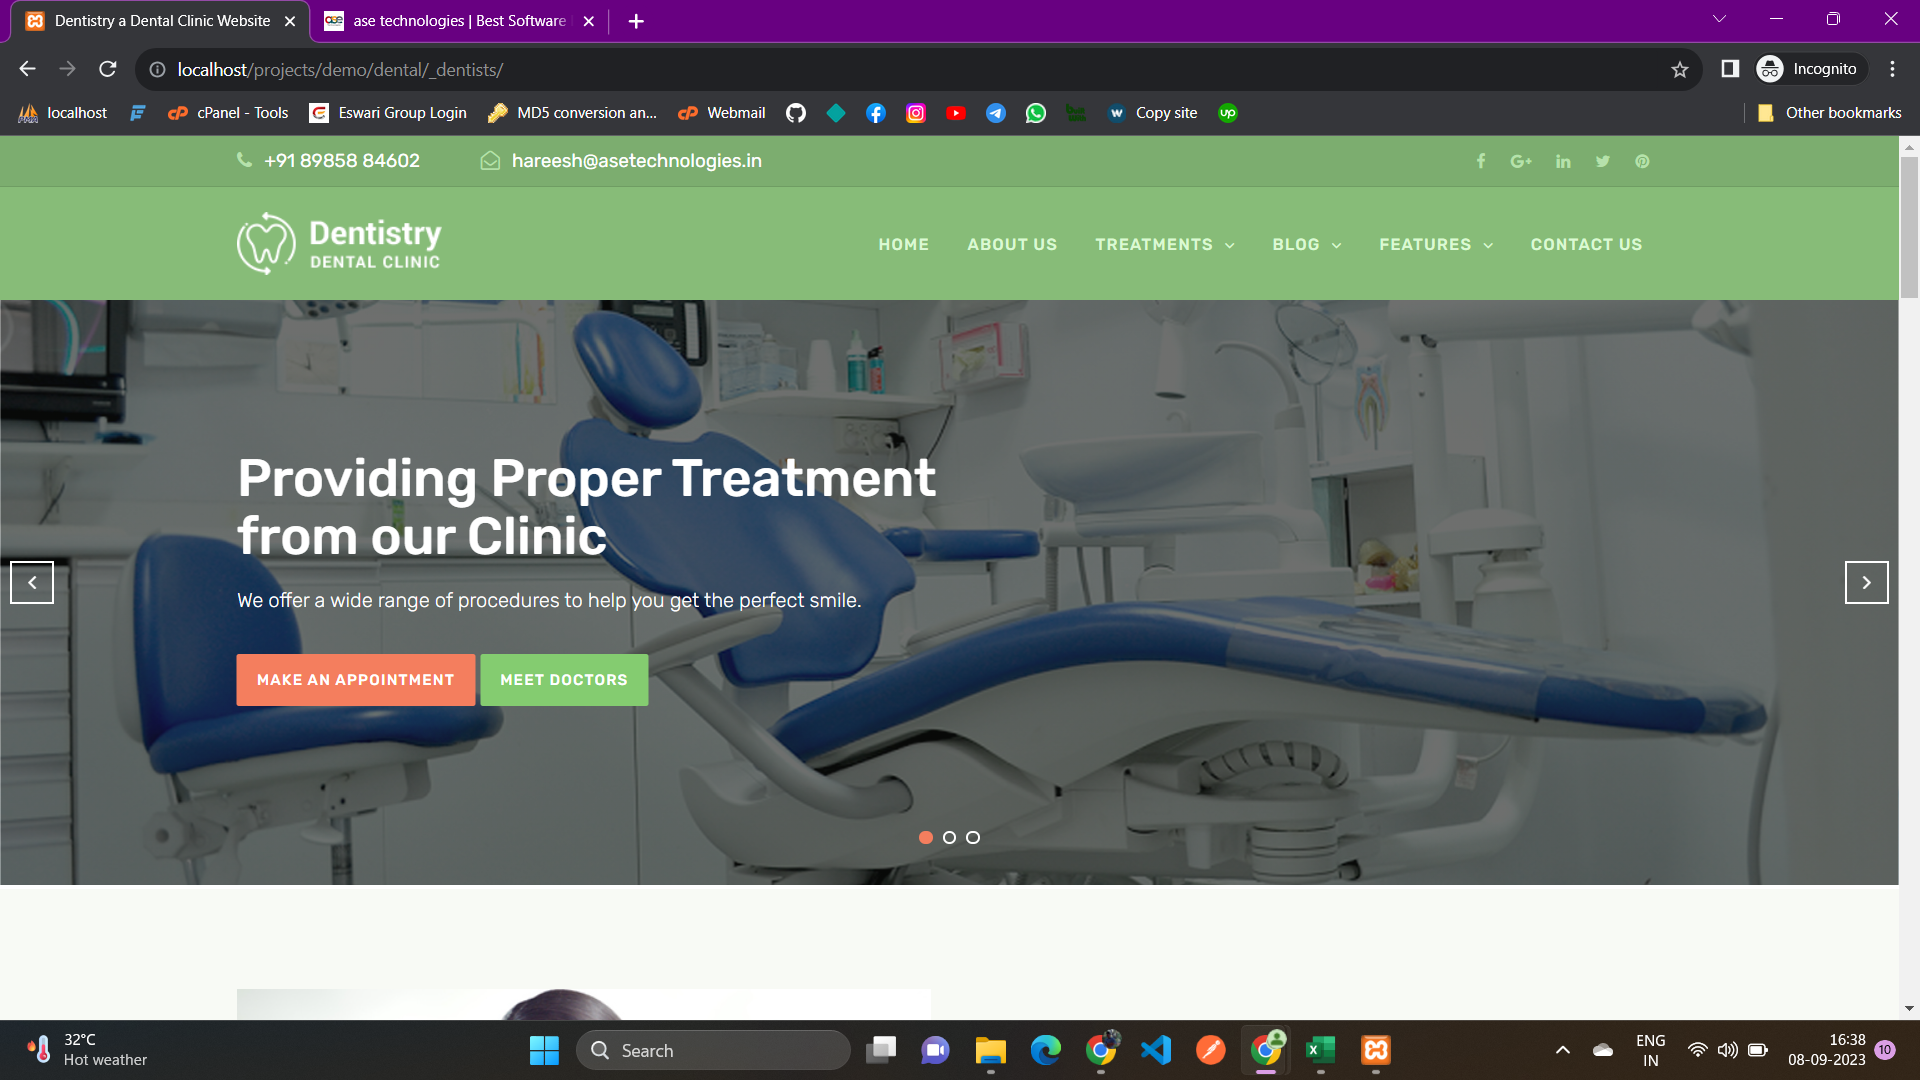 Dentistry a Dental Clinic Website
ase technologies | Best Software
localhost/projects/demo/dental/_dentists/
Incognito
localhost
cPanel - Tools
Eswari Group Login
MD5 conversion an...
Webmail
Copy site
Other bookmarks
+91 89858 84602
hareesh@asetechnologies.in
Dentistry
DENTAL CLINIC
HOME
ABOUT US
TREATMENTS
BLOG
FEATURES
CONTACT US
Providing Proper Treatment
from our Clinic
We offer a wide range of procedures to help you get the perfect smile.
MAKE AN APPOINTMENT
MEET DOCTORS
32°C
Hot weather
Search
ENG
IN
16:38
08-09-2023
10